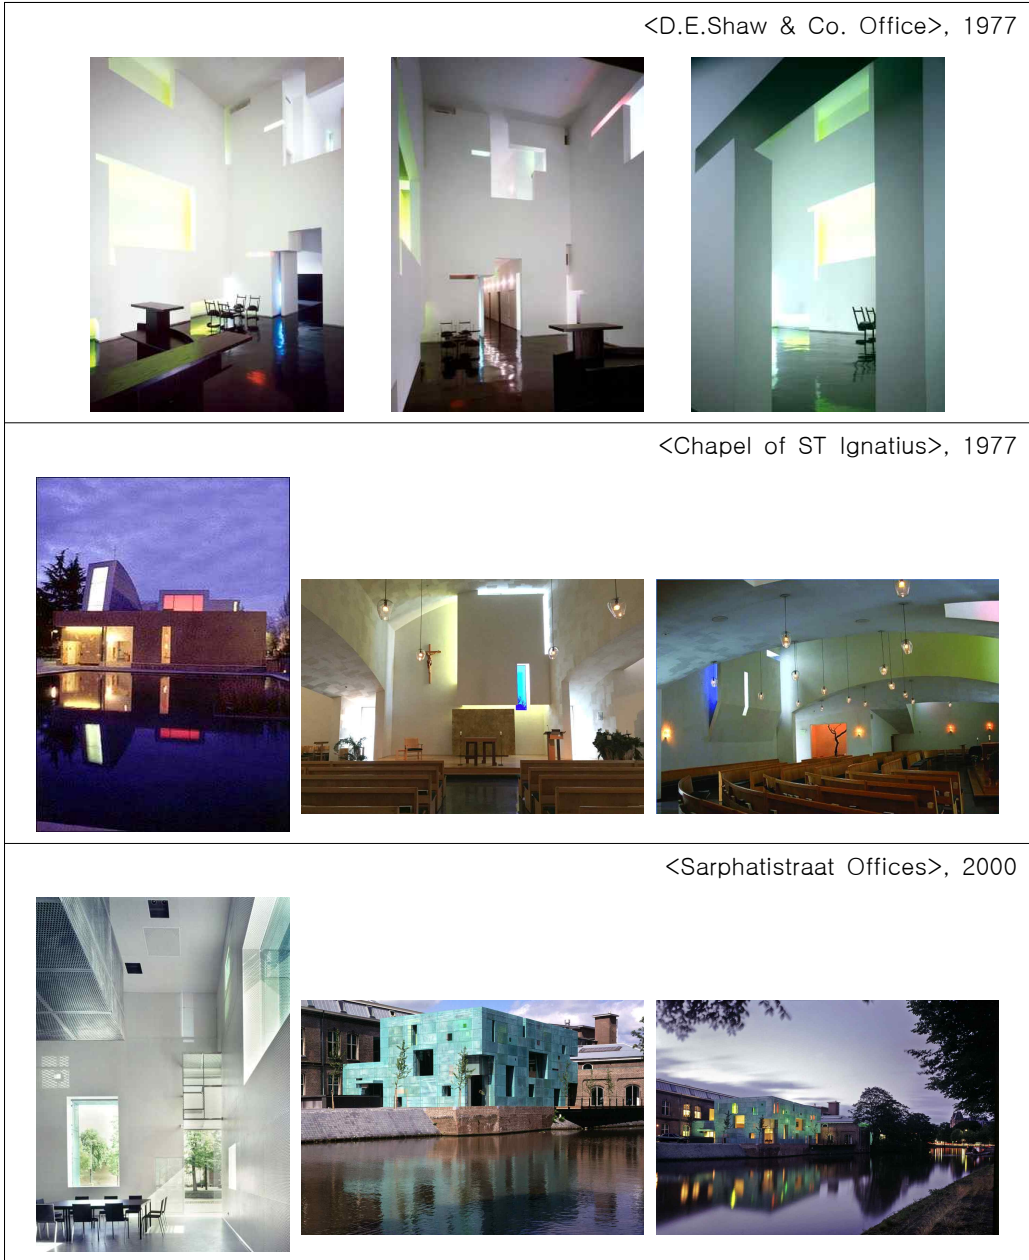 <D.E.Shaw & Co. Office>, 1977
<Chapel of ST Ignatius>, 1977
<Sarphatistraat Offices>, 2000